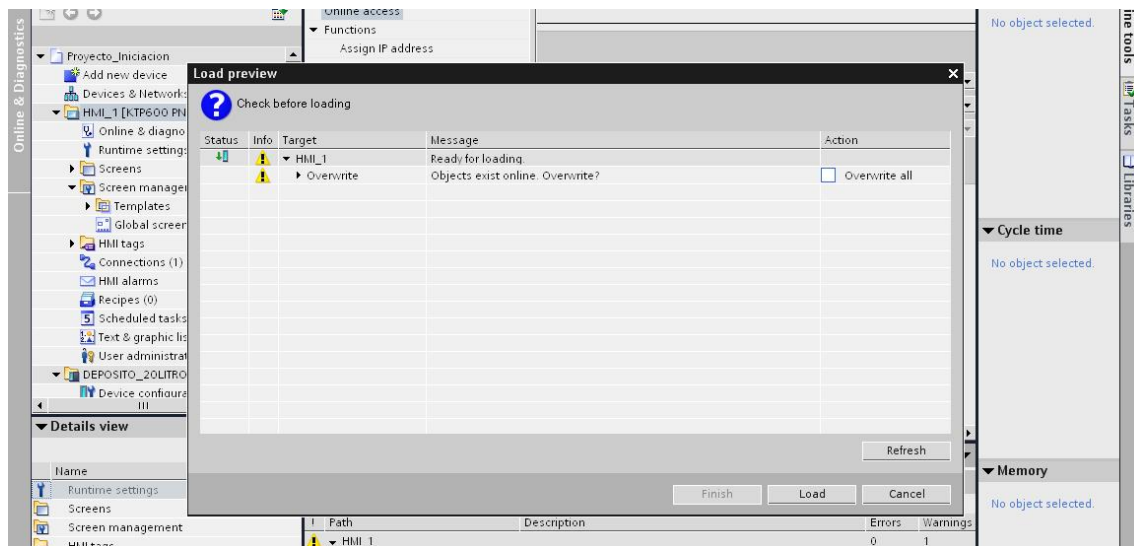 Online & Diagnostics
Proyecto_Iniciacion
Add new device
Devices & Networks
HMI_1 [KTP600 PN
Online & diagno
Runtime settings
Screens
Screen manager
Templates
Global screen
HMI tags
Connections (1)
HMI alarms
Recipes (0)
5 Scheduled tasks
Text & graphic lis
User administrat
DEPOSITO_20LITRO
Device configura
Details view
Name
Runtime settings
Screens
Screen management
HMI tags
Online access
Functions
Assign IP address
Load preview
Check before loading
Status Info Target Message Action
HMI_1 Ready for loading.
Overwrite Objects exist online. Overwrite? Overwrite all
Refresh
Finish Load Cancel
! Path Description Errors Warnings
HMI_1 0 1
No object selected.
Cycle time
No object selected.
Memory
No object selected.
ine tools
Tasks
Libraries